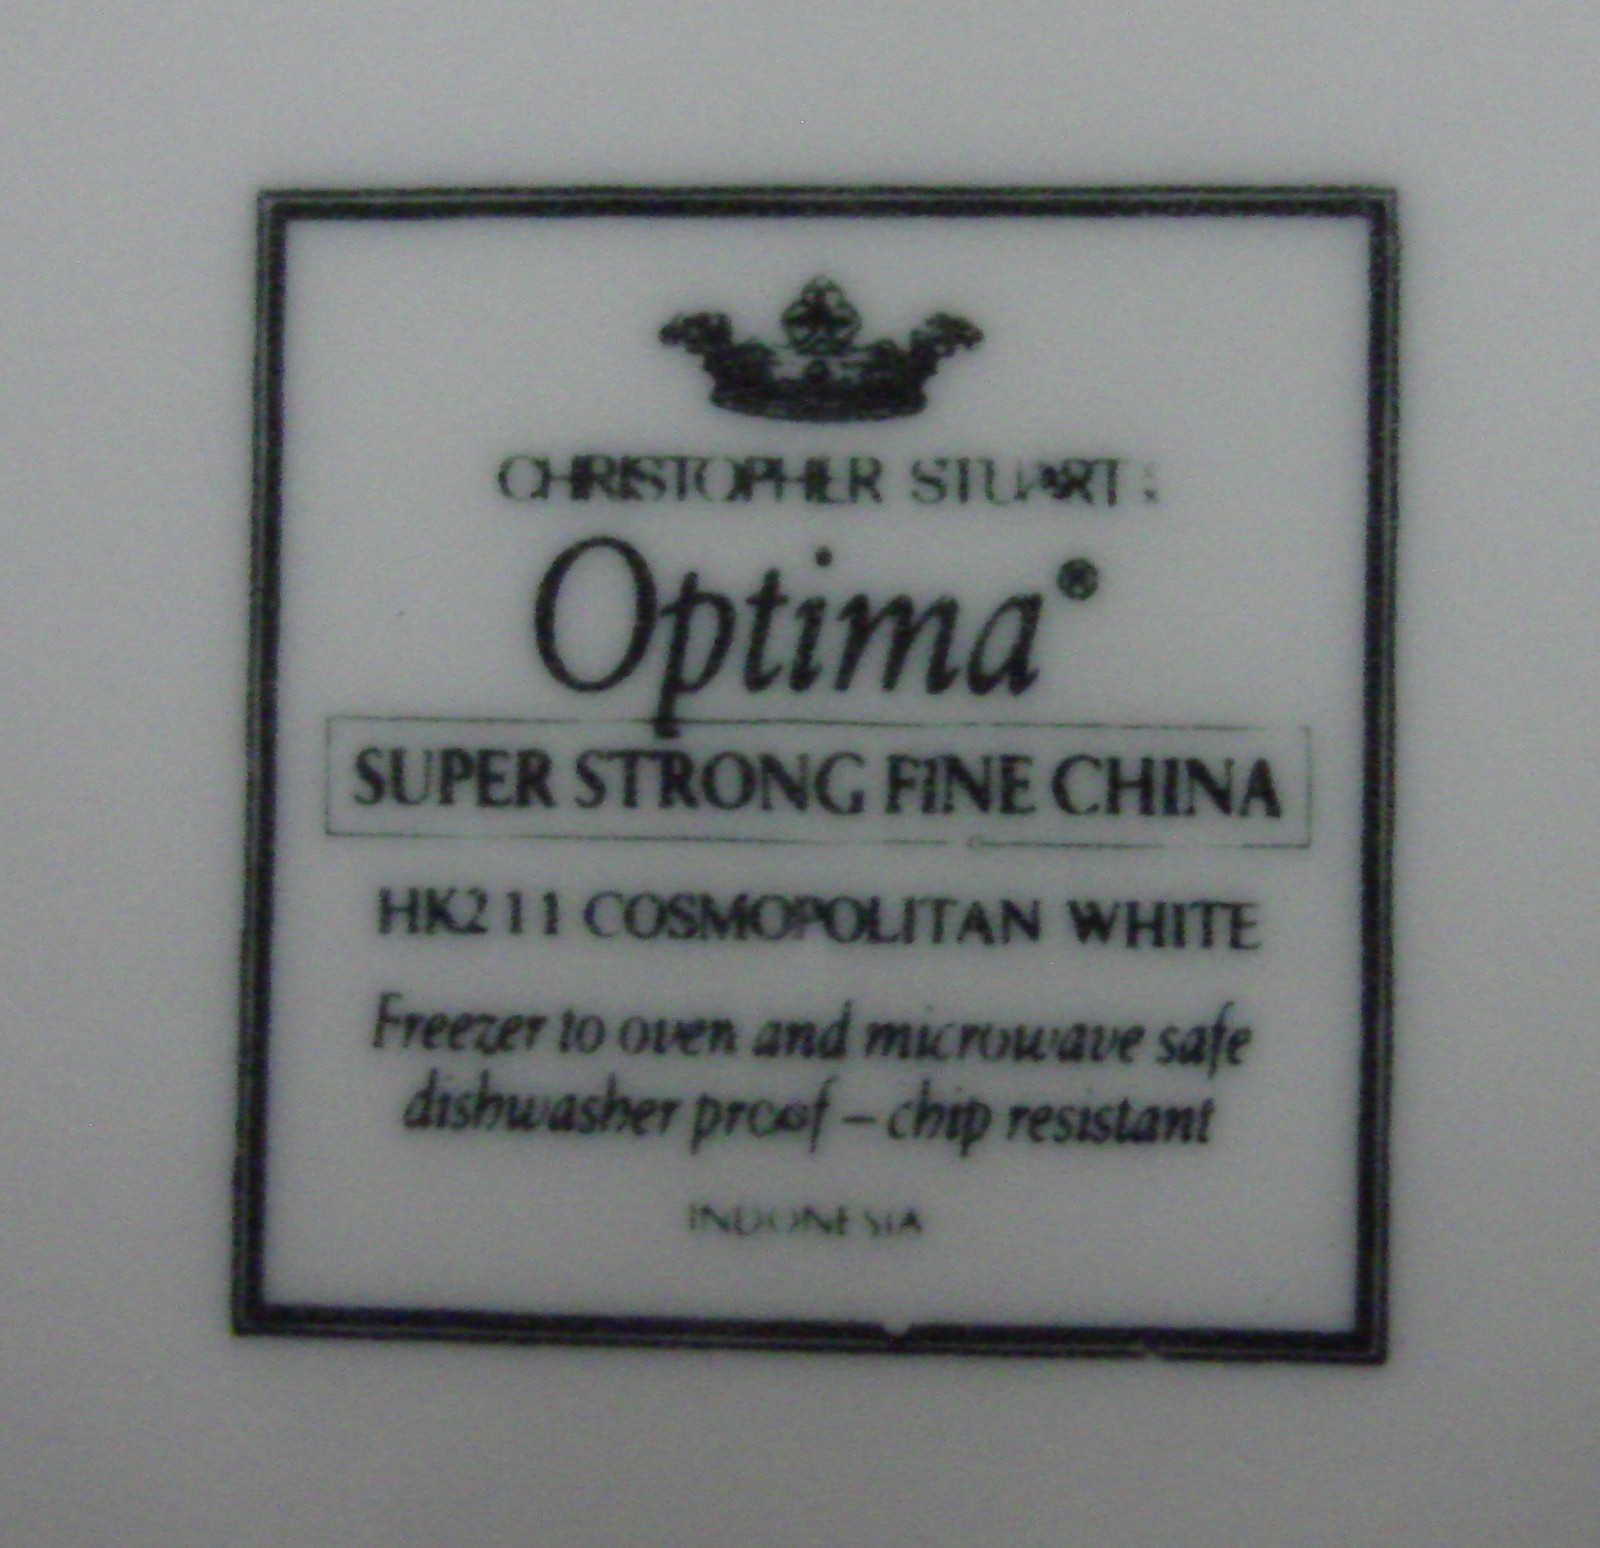 CHRISTOPHER STUART
Optima®
SUPER STRONG FINE CHINA
HK211 COSMOPOLITAN WHITE
Freezer to oven and microwave safe
dishwasher proof – chip resistant
INDONESIA